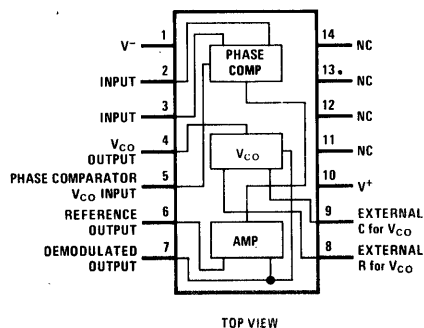 1
V−
2
INPUT
3
INPUT
4
VCO
OUTPUT
5
PHASE COMPARATOR
VCO INPUT
6
REFERENCE
OUTPUT
7
DEMODULATED
OUTPUT
PHASE
COMP
VCO
AMP
14
NC
13
NC
12
NC
11
NC
10
V+
9
EXTERNAL
C for VCO
8
EXTERNAL
R for VCO
TOP VIEW